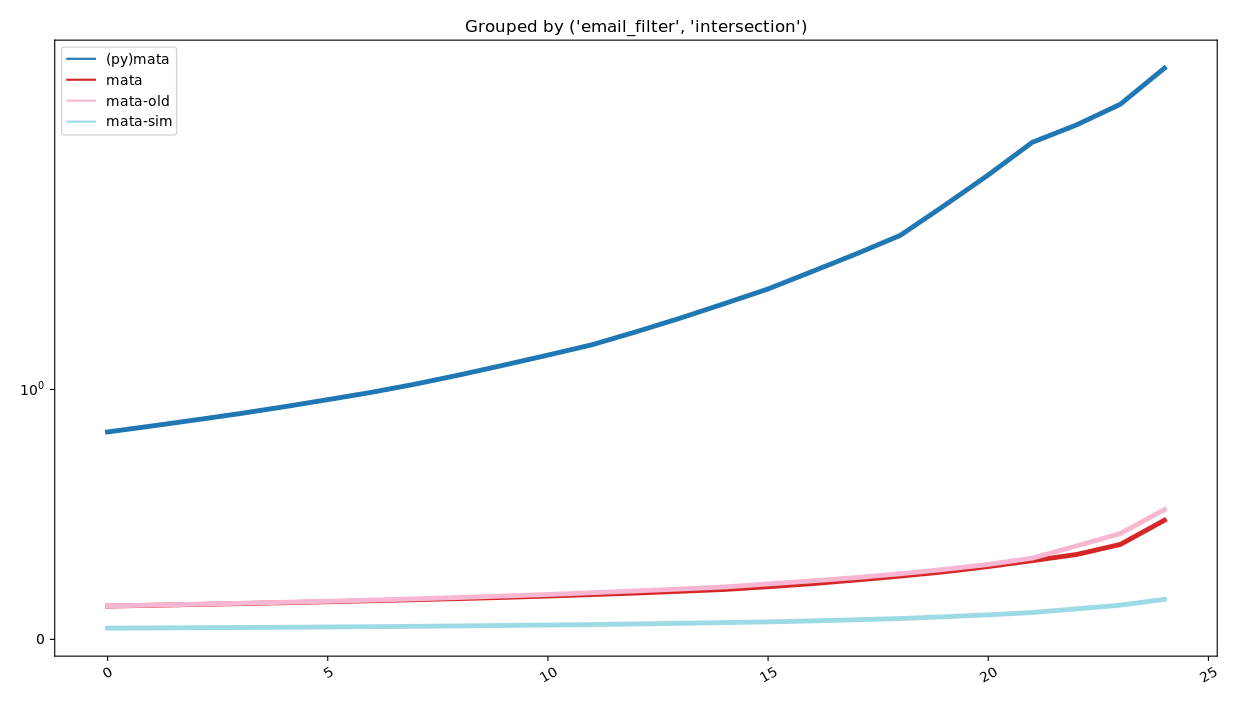 Grouped by ('email_filter', 'intersection')
(py)mata
mata
mata-old
mata-sim
10⁰
0
0
5
10
15
20
25